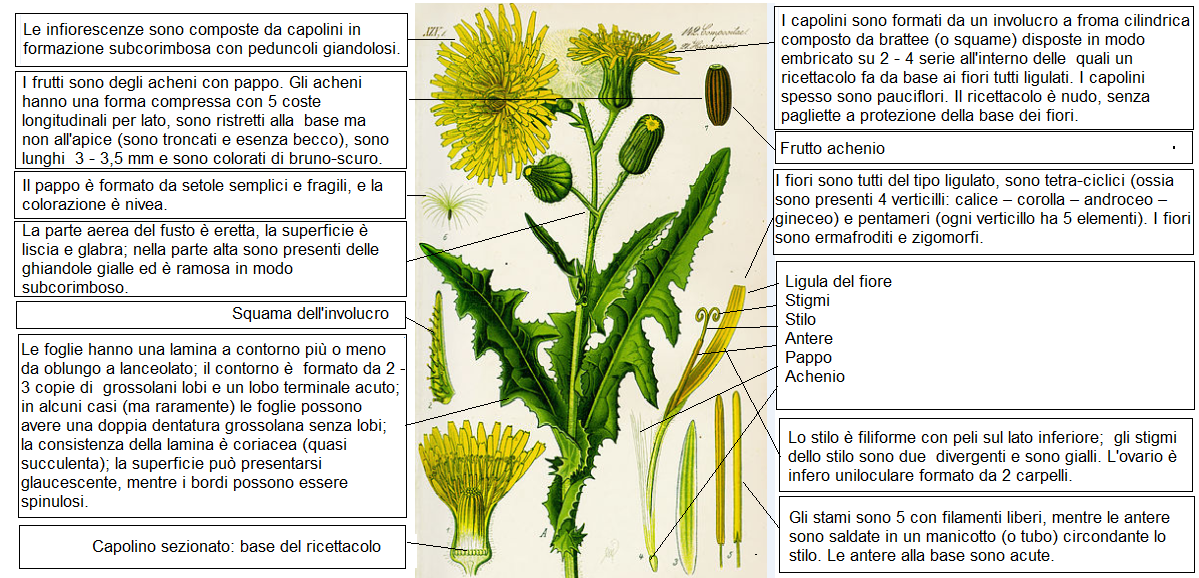 Le infiorescenze sono composte da capolini in
formazione subcorimbosa con peduncoli giandolosi.
I frutti sono degli acheni con pappo. Gli acheni
hanno una forma compressa con 5 coste
longitudinali per lato, sono ristretti alla base ma
non all'apice (sono troncati e esenza becco), sono
lunghi 3 - 3,5 mm e sono colorati di bruno-scuro.
Il pappo è formato da setole semplici e fragili, e la
colorazione è nivea.
La parte aerea del fusto è eretta, la superficie è
liscia e glabra; nella parte alta sono presenti delle
ghiandole gialle ed è ramosa in modo
subcorimboso.
Squama dell'involucro
Le foglie hanno una lamina a contorno più o meno
da oblungo a lanceolato; il contorno è formato da 2 -
3 copie di grossolani lobi e un lobo terminale acuto;
in alcuni casi (ma raramente) le foglie possono
avere una doppia dentatura grossolana senza lobi;
la consistenza della lamina è coriacea (quasi
succulenta); la superficie può presentarsi
glaucescente, mentre i bordi possono essere
spinulosi.
Capolino sezionato: base del ricettacolo
XIX,1
142. Compositae
7
6
2
1
A
4
3
5
I capolini sono formati da un involucro a froma cilindrica
composto da brattee (o squame) disposte in modo
embricato su 2 - 4 serie all'interno delle quali un
ricettacolo fa da base ai fiori tutti ligulati. I capolini
spesso sono pauciflori. Il ricettacolo è nudo, senza
pagliette a protezione della base dei fiori.
Frutto achenio
I fiori sono tutti del tipo ligulato, sono tetra-ciclici (ossia
sono presenti 4 verticilli: calice – corolla – androceo –
gineceo) e pentameri (ogni verticillo ha 5 elementi). I fiori
sono ermafroditi e zigomorfi.
Ligula del fiore
Stigmi
Stilo
Antere
Pappo
Achenio
Lo stilo è filiforme con peli sul lato inferiore; gli stigmi
dello stilo sono due divergenti e sono gialli. L'ovario è
infero uniloculare formato da 2 carpelli.
Gli stami sono 5 con filamenti liberi, mentre le antere
sono saldate in un manicotto (o tubo) circondante lo
stilo. Le antere alla base sono acute.